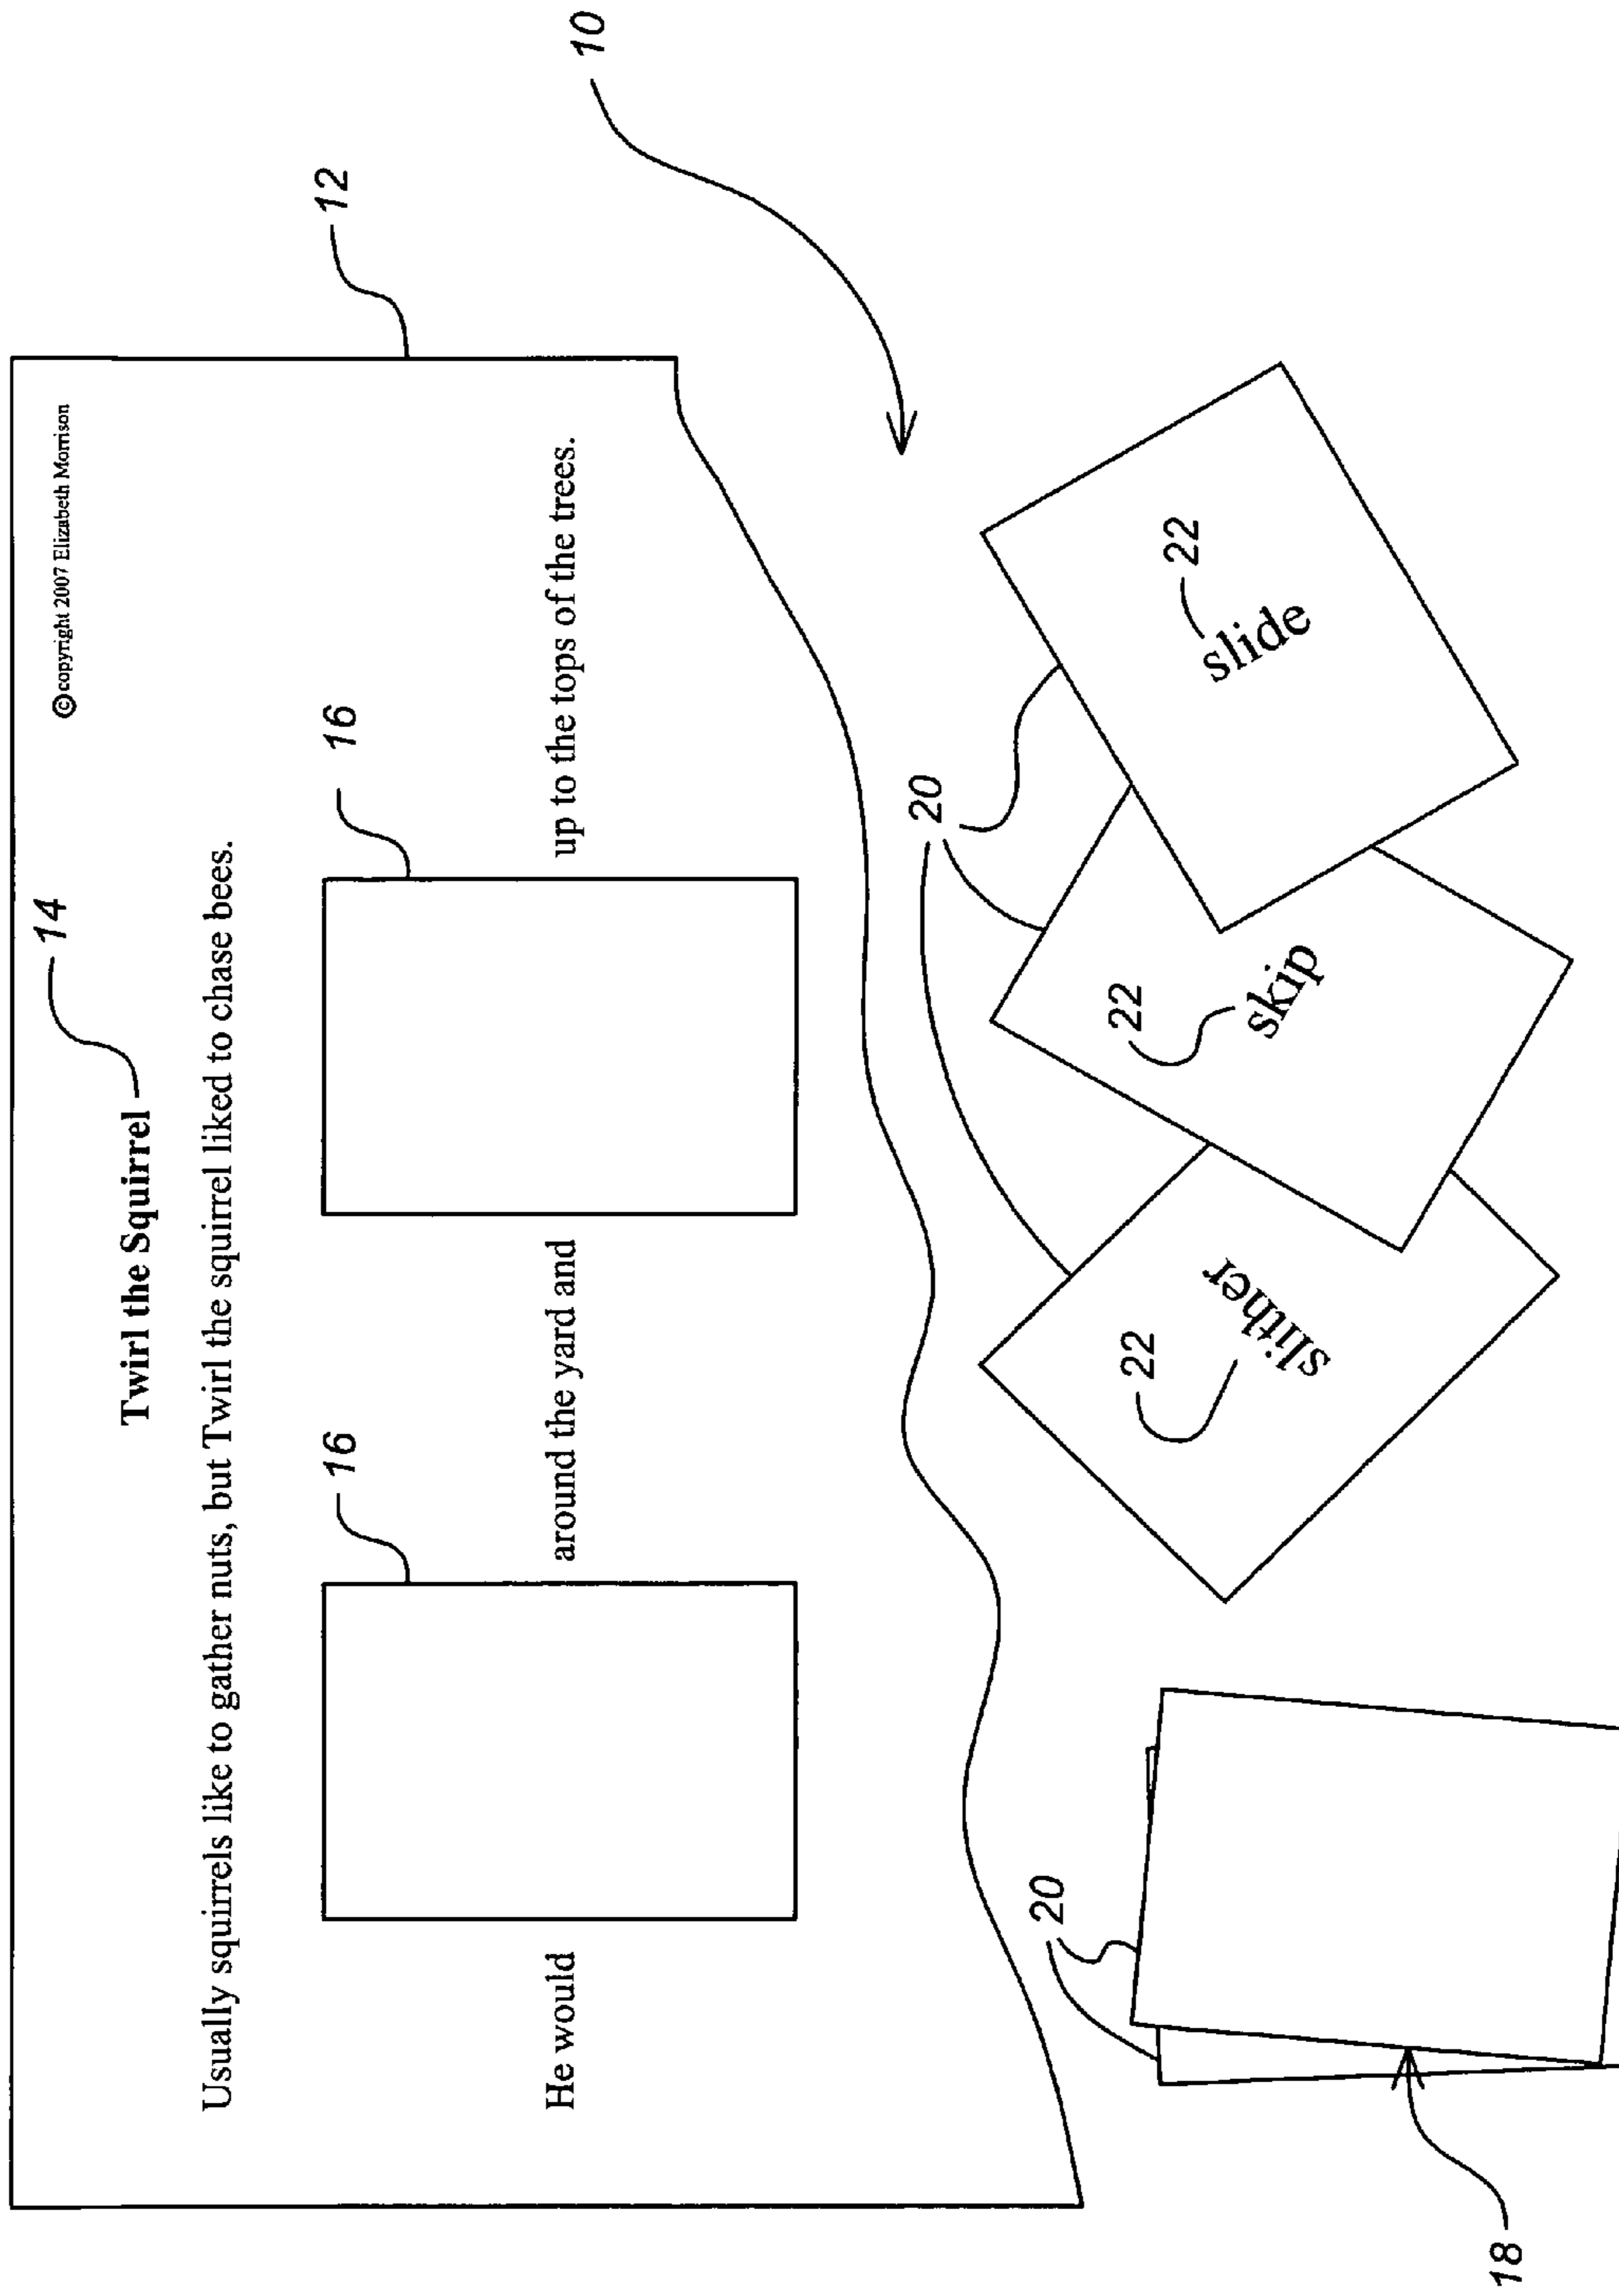 10
12
© copyright 2007 Elizabeth Morrison
14
Twirl the Squirrel
Usually squirrels like to gather nuts, but Twirl the squirrel liked to chase bees.
16
16
He would
around the yard and
up to the tops of the trees.
20
20
22
slither
22
skip
22
slide
18